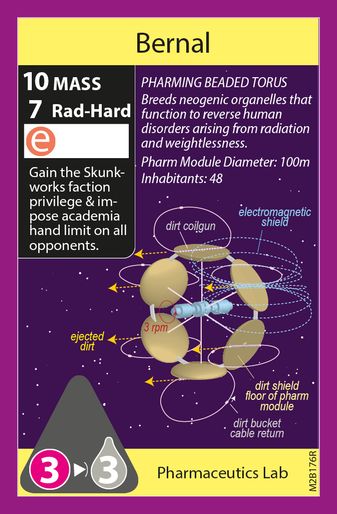 Bernal
10 MASS
7 Rad-Hard
e
Gain the Skunk-
works faction
privilege & im-
pose academia
hand limit on all
opponents.
PHARMING BEADED TORUS
Breeds neogenic organelles that
function to reverse human
disorders arising from radiation
and weightlessness.
Pharm Module Diameter: 100m
Inhabitants: 48
dirt coilgun
electromagnetic
shield
3 rpm
ejected
dirt
dirt shield
floor of pharm
module
dirt bucket
cable return
3
3
Pharmaceutics Lab
M2B176R